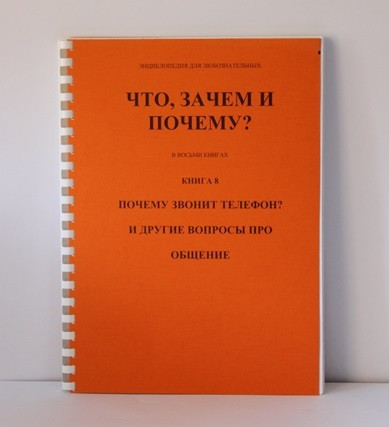 ЭНЦИКЛОПЕДИЯ ДЛЯ ЛЮБОЗНАТЕЛЬНЫХ
ЧТО, ЗАЧЕМ И
ПОЧЕМУ?
В ВОСЬМИ КНИГАХ
КНИГА 8
ПОЧЕМУ ЗВОНИТ ТЕЛЕФОН?
И ДРУГИЕ ВОПРОСЫ ПРО
ОБЩЕНИЕ